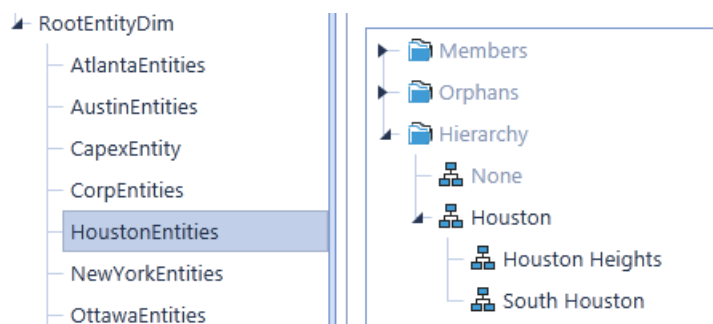 RootEntityDim
AtlantaEntities
AustinEntities
CapexEntity
CorpEntities
HoustonEntities
NewYorkEntities
OttawaEntities
Members
Orphans
Hierarchy
None
Houston
Houston Heights
South Houston